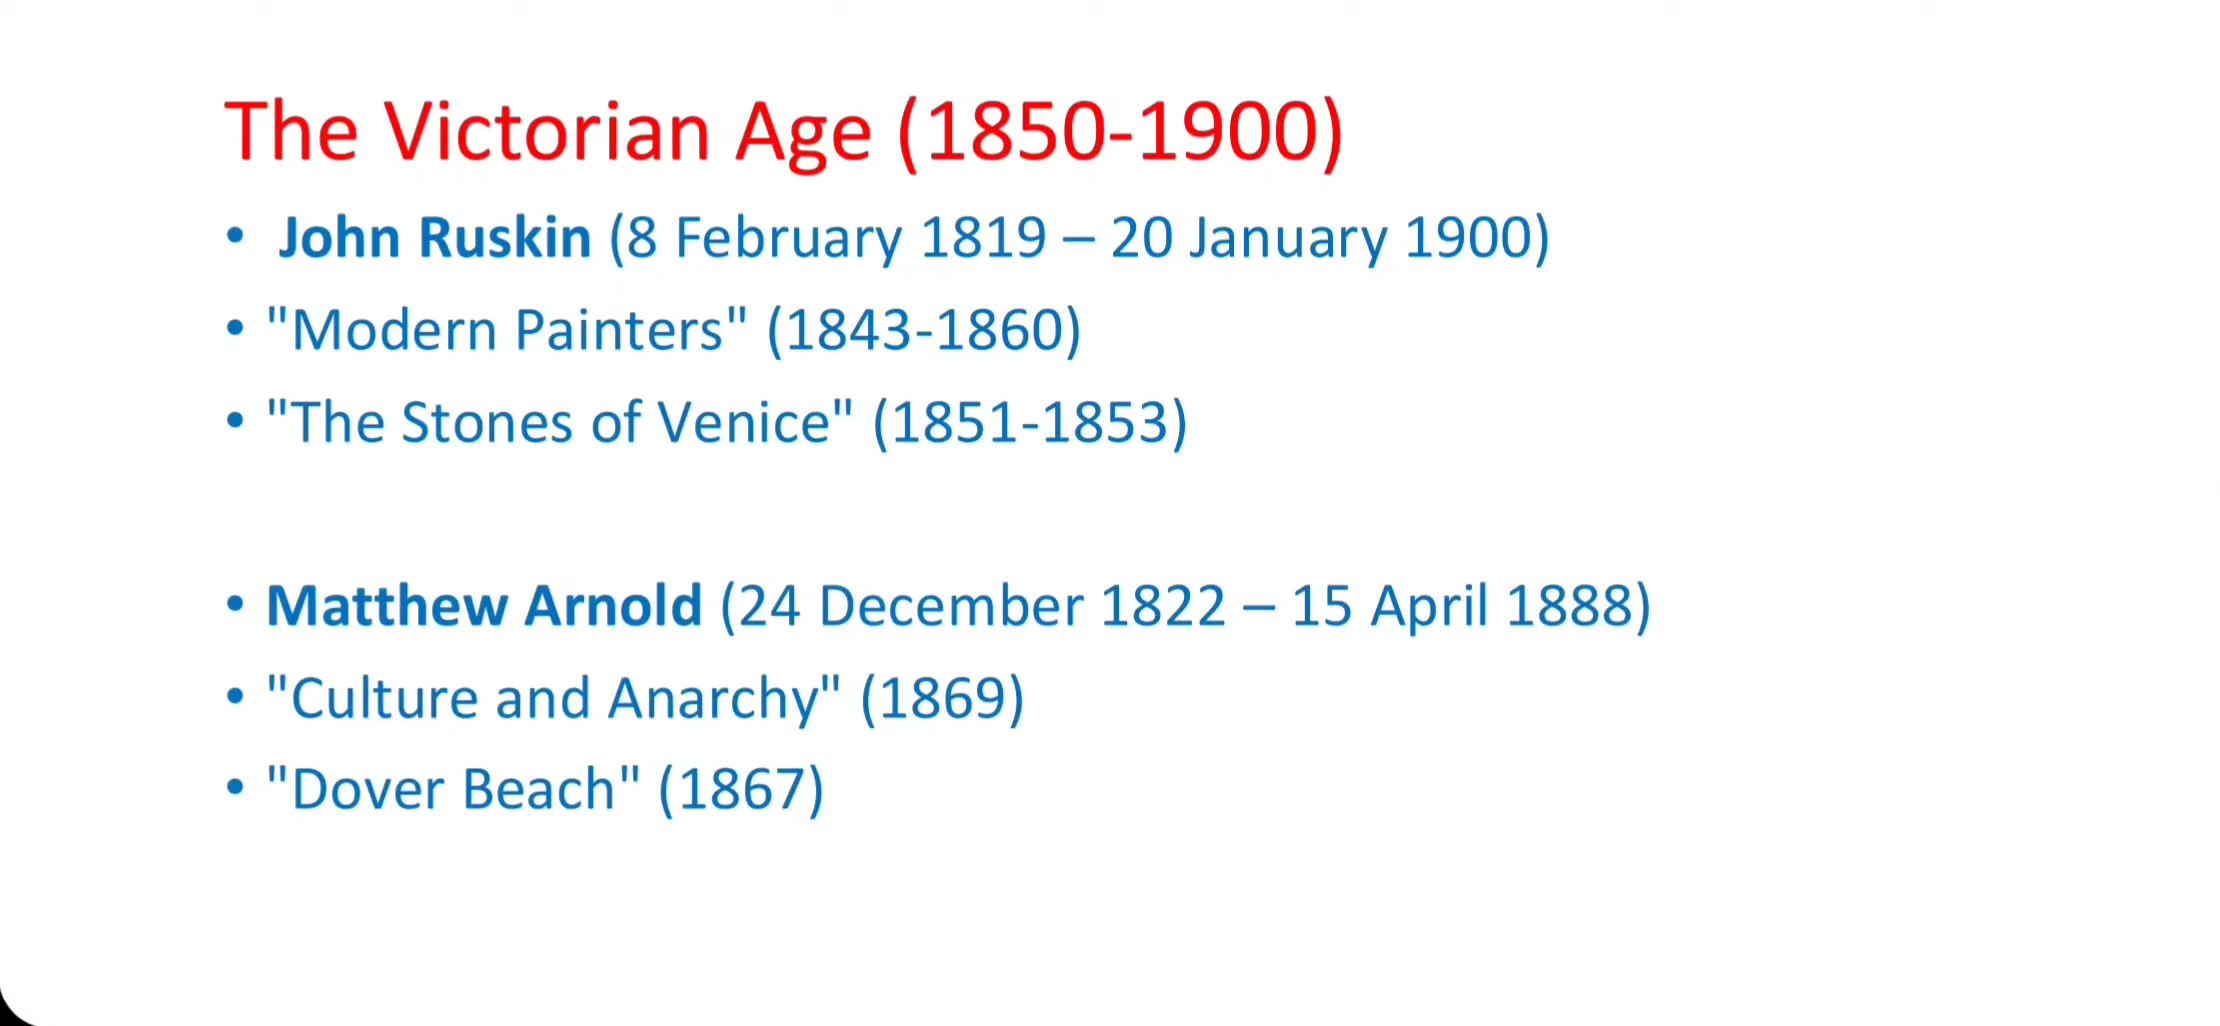 The Victorian Age (1850-1900)
• John Ruskin (8 February 1819 – 20 January 1900)
• "Modern Painters" (1843-1860)
• "The Stones of Venice" (1851-1853)
• Matthew Arnold (24 December 1822 – 15 April 1888)
• "Culture and Anarchy" (1869)
• "Dover Beach" (1867)